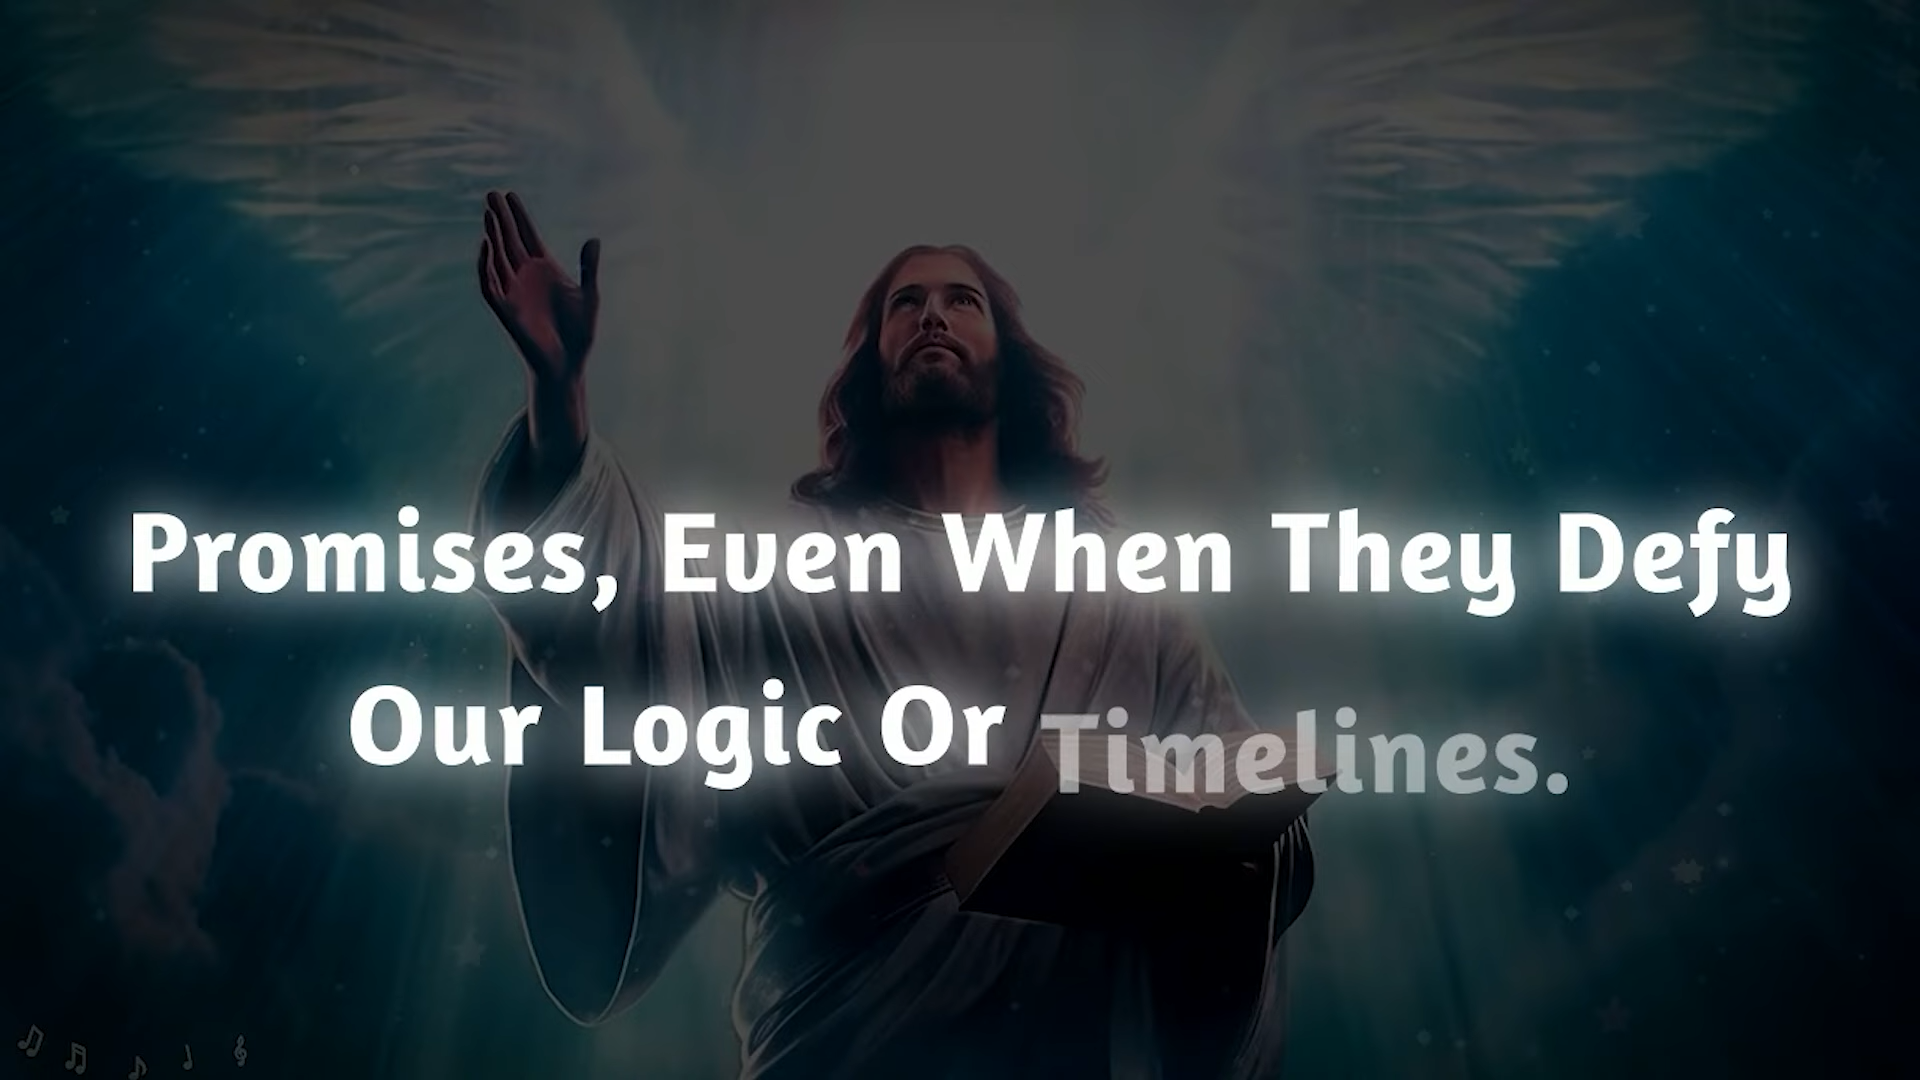 Promises, Even When They Defy
Our Logic Or Timelines.